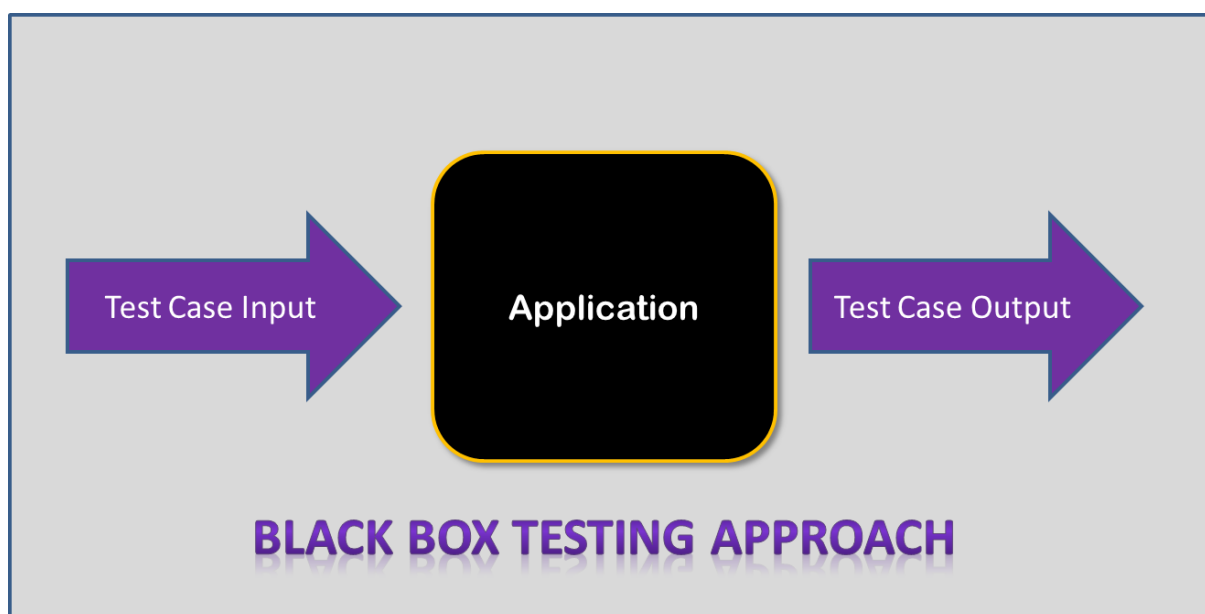 Test Case Input
Application
Test Case Output
BLACK BOX TESTING APPROACH